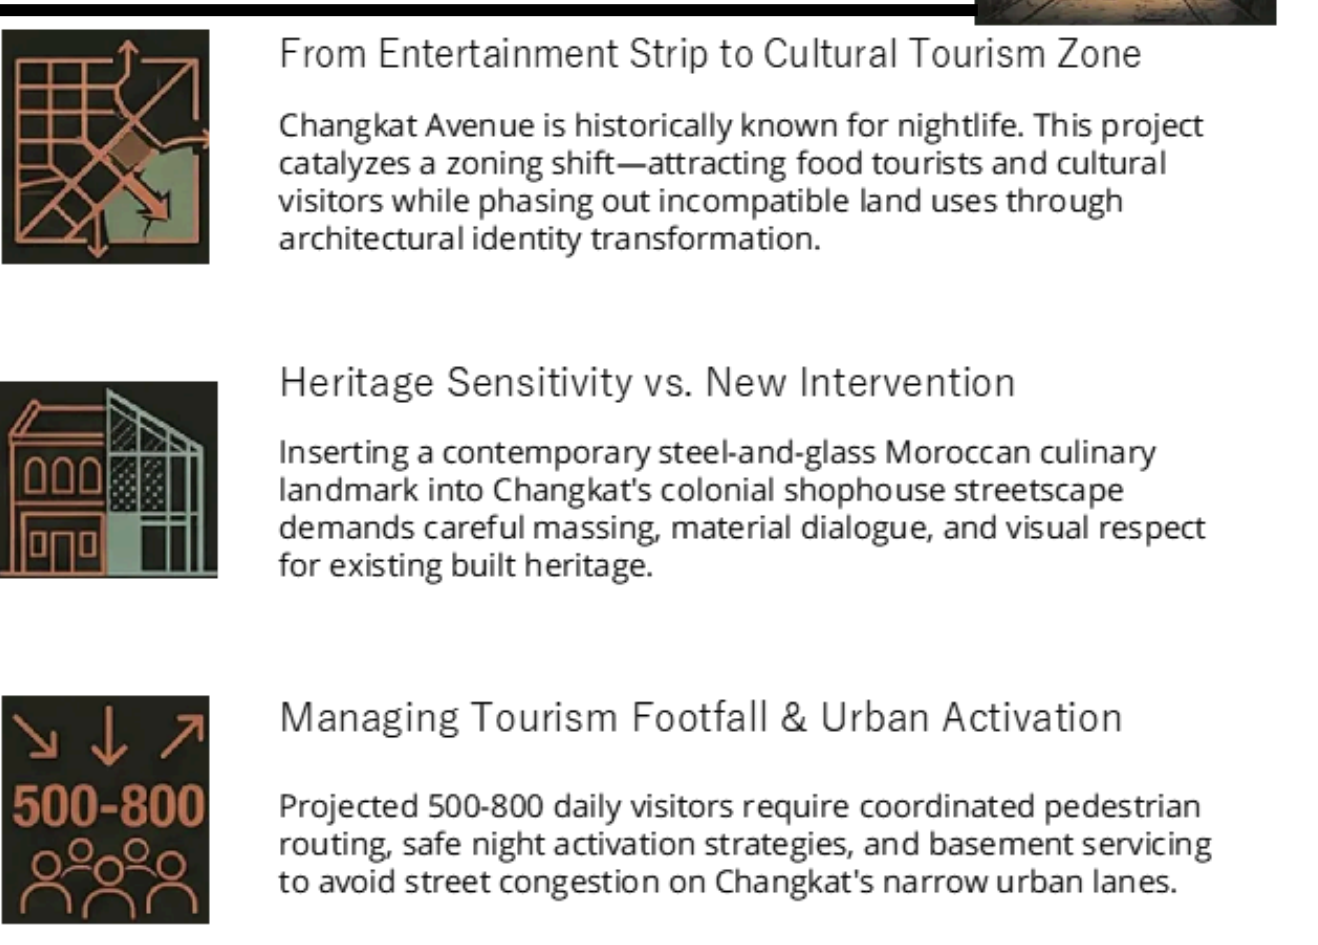 From Entertainment Strip to Cultural Tourism Zone
Changkat Avenue is historically known for nightlife. This project
catalyzes a zoning shift—attracting food tourists and cultural
visitors while phasing out incompatible land uses through
architectural identity transformation.
Heritage Sensitivity vs. New Intervention
Inserting a contemporary steel-and-glass Moroccan culinary
landmark into Changkat's colonial shophouse streetscape
demands careful massing, material dialogue, and visual respect
for existing built heritage.
Managing Tourism Footfall & Urban Activation
500-800
Projected 500-800 daily visitors require coordinated pedestrian
routing, safe night activation strategies, and basement servicing
to avoid street congestion on Changkat's narrow urban lanes.